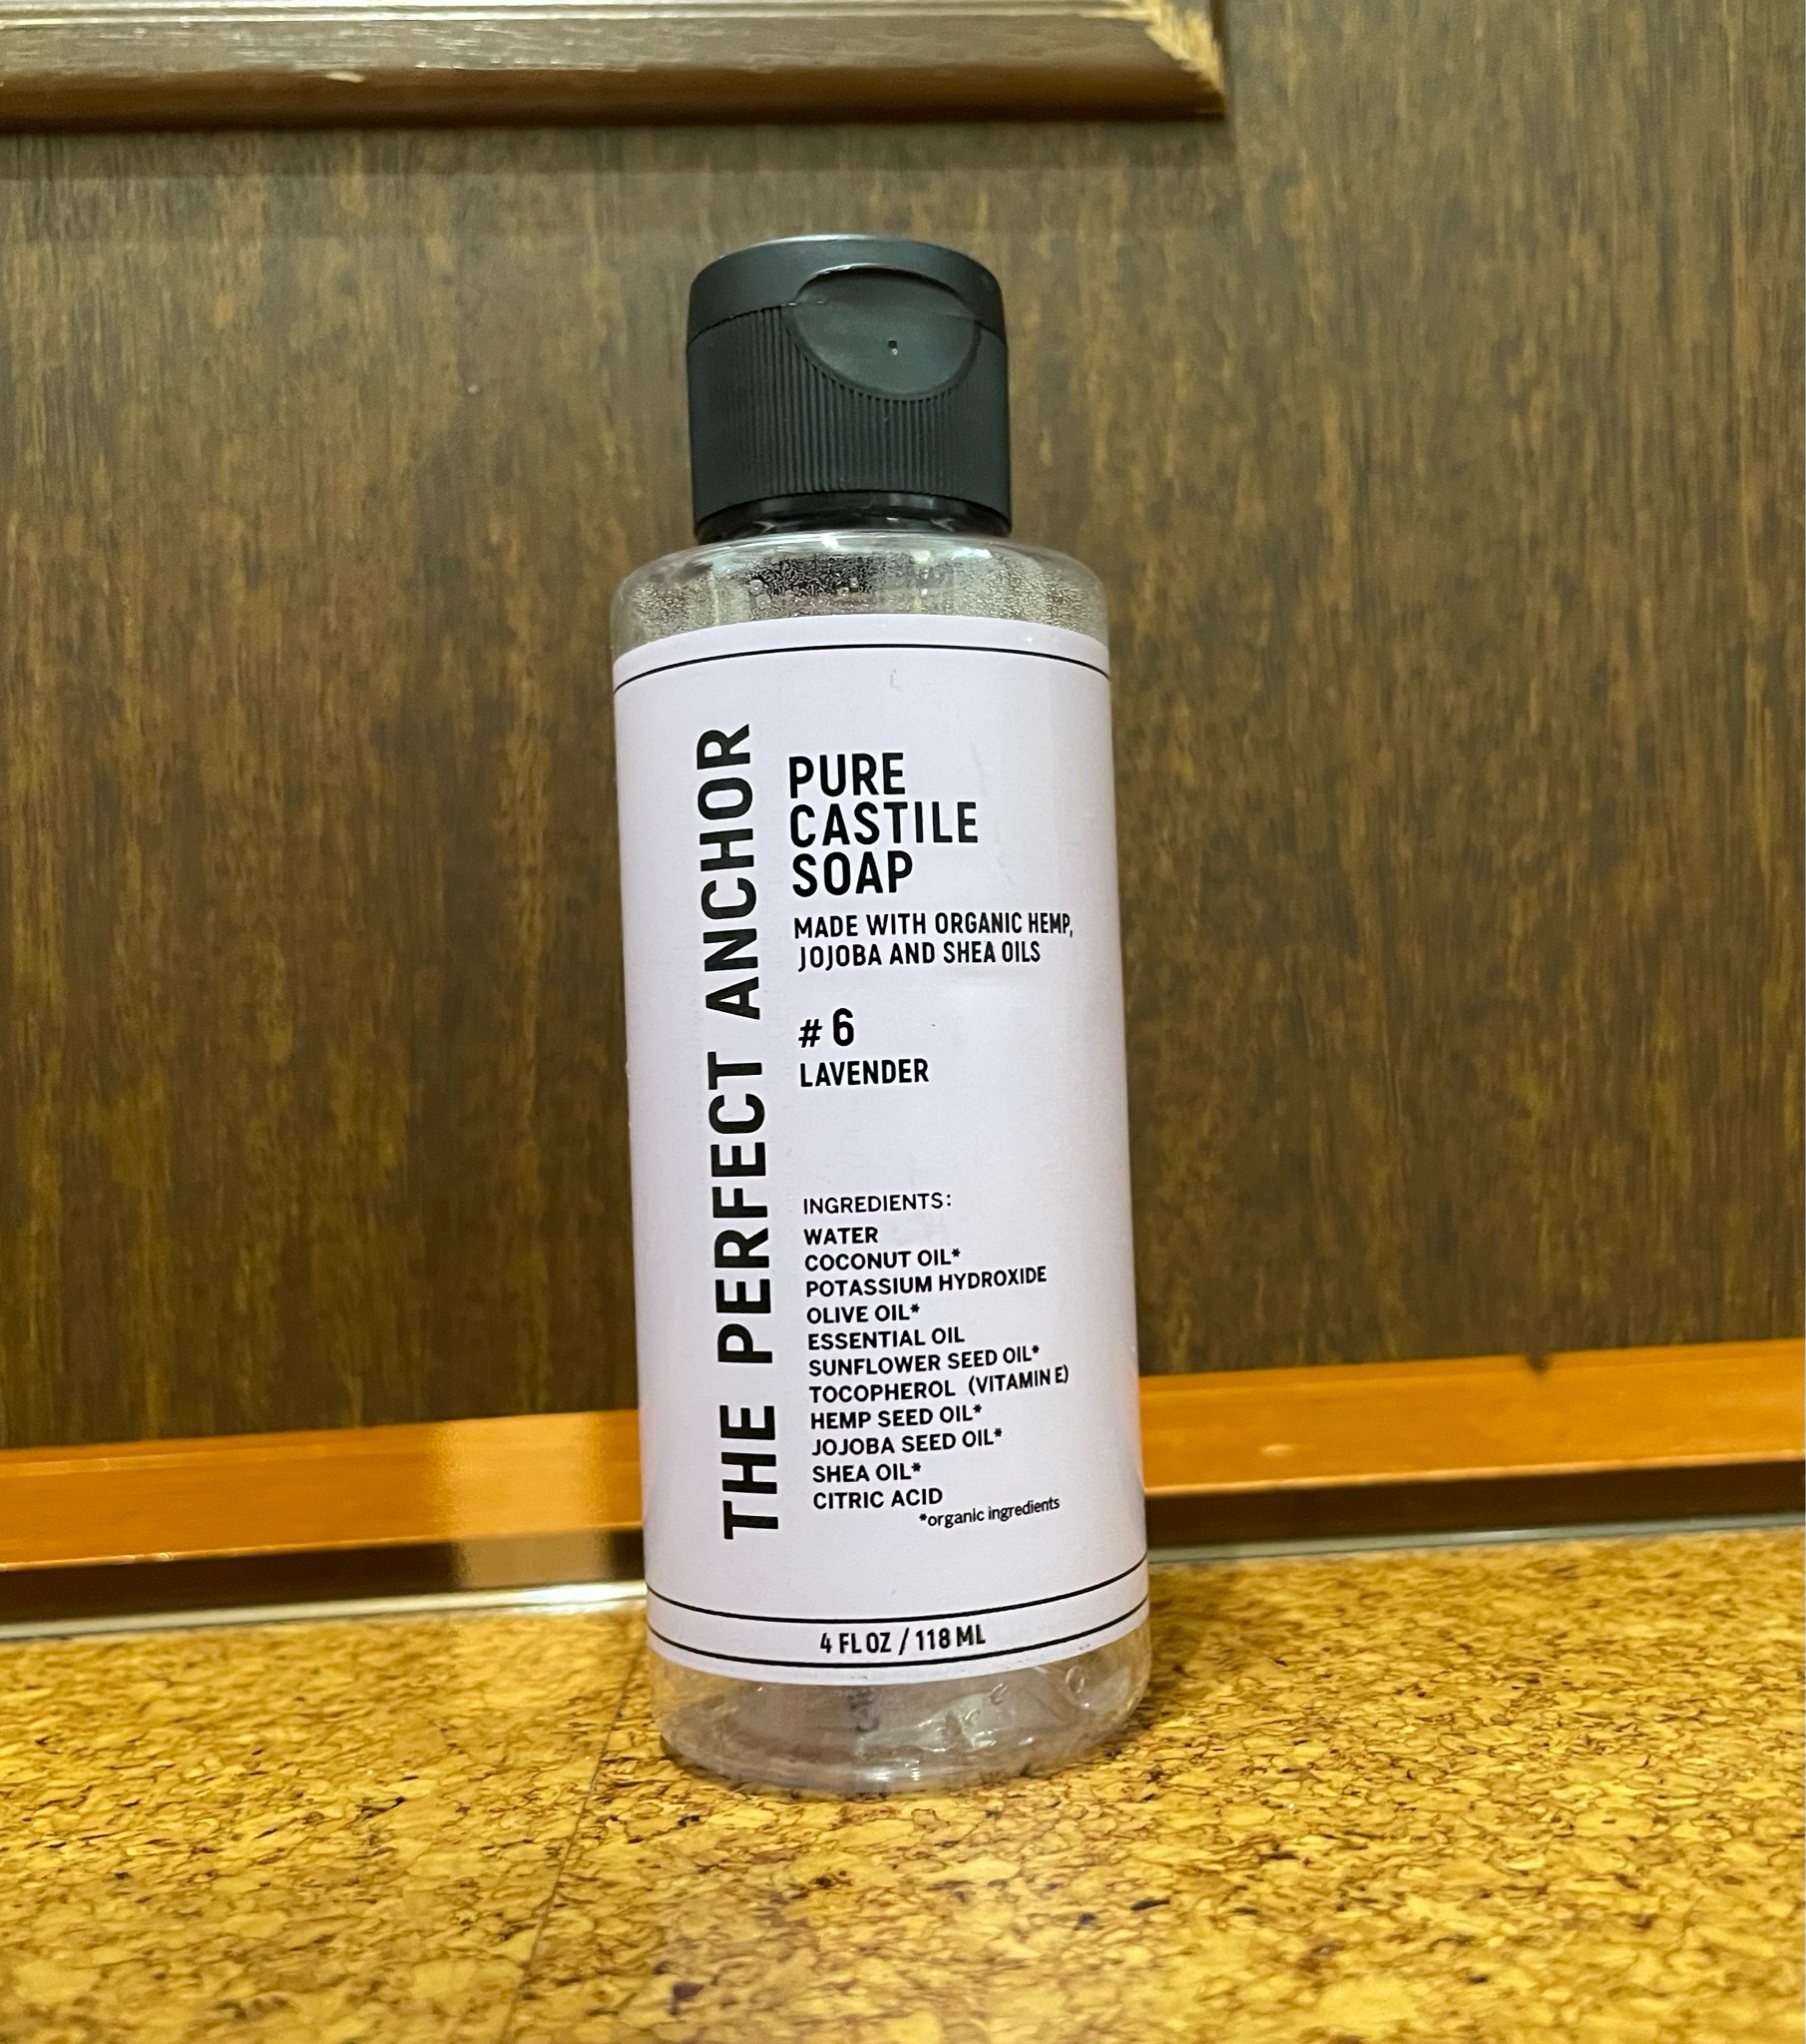 THE PERFECT ANCHOR
PURE
CASTILE
SOAP
MADE WITH ORGANIC HEMP,
JOJOBA AND SHEA OILS
# 6
LAVENDER
INGREDIENTS:
WATER
COCONUT OIL*
POTASSIUM HYDROXIDE
OLIVE OIL*
ESSENTIAL OIL
SUNFLOWER SEED OIL*
TOCOPHEROL (VITAMIN E)
HEMP SEED OIL*
JOJOBA SEED OIL*
SHEA OIL*
CITRIC ACID
*organic ingredients
4 FL OZ / 118 ML